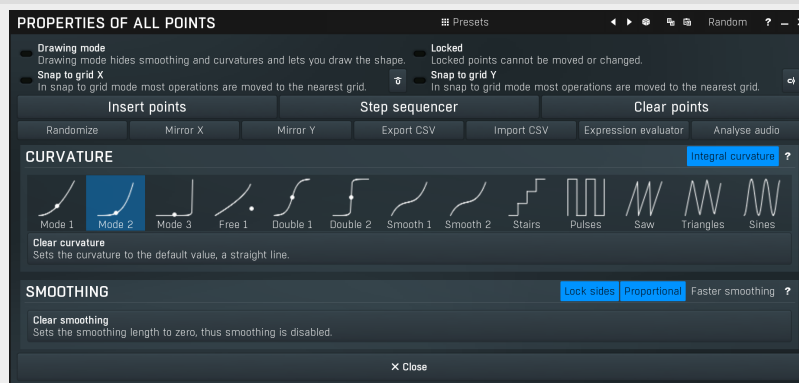 PROPERTIES OF ALL POINTS Presets Random ?
Drawing mode
Drawing mode hides smoothing and curvatures and lets you draw the shape.
Locked
Locked points cannot be moved or changed.
Snap to grid X
In snap to grid mode most operations are moved to the nearest grid.
Snap to grid Y
In snap to grid mode most operations are moved to the nearest grid.
Insert points Step sequencer Clear points
Randomize Mirror X Mirror Y Export CSV Import CSV Expression evaluator Analyse audio
CURVATURE Integral curvature ?
Mode 1 Mode 2 Mode 3 Free 1 Double 1 Double 2 Smooth 1 Smooth 2 Stairs Pulses Saw Triangles Sines
Clear curvature
Sets the curvature to the default value, a straight line.
SMOOTHING Lock sides Proportional Faster smoothing ?
Clear smoothing
Sets the smoothing length to zero, thus smoothing is disabled.
Close